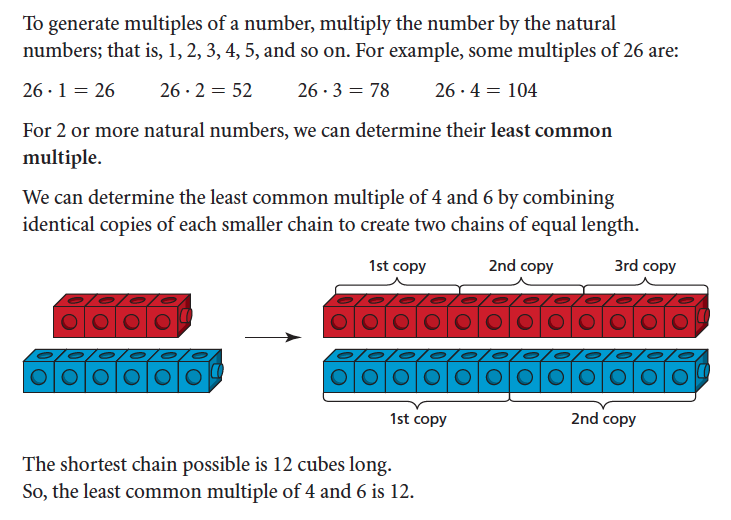 To generate multiples of a number, multiply the number by the natural
numbers; that is, 1, 2, 3, 4, 5, and so on. For example, some multiples of 26 are:
26 · 1 = 26 26 · 2 = 52 26 · 3 = 78 26 · 4 = 104
For 2 or more natural numbers, we can determine their least common
multiple.
We can determine the least common multiple of 4 and 6 by combining
identical copies of each smaller chain to create two chains of equal length.
1st copy 2nd copy 3rd copy
1st copy 2nd copy
The shortest chain possible is 12 cubes long.
So, the least common multiple of 4 and 6 is 12.